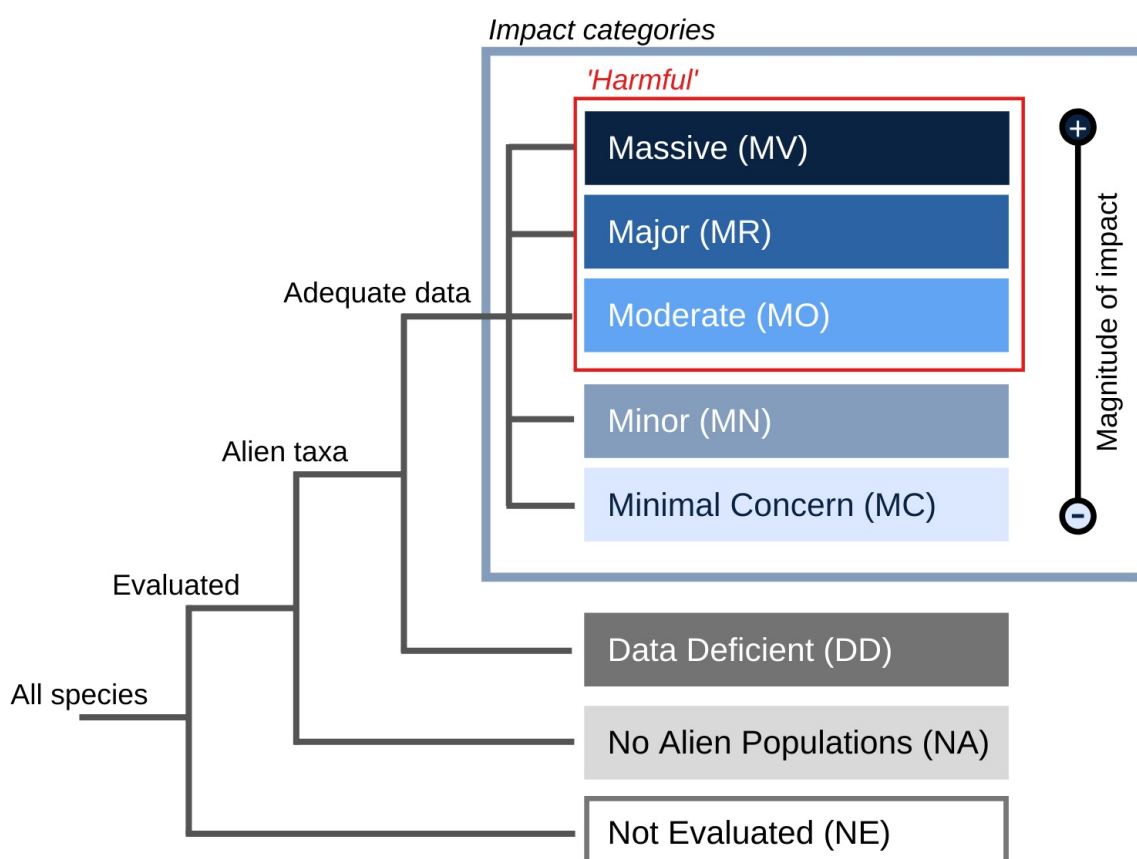 Impact categories
'Harmful'
Massive (MV)
+
Major (MR)
Adequate data
Moderate (MO)
Magnitude of impact
Minor (MN)
Alien taxa
Minimal Concern (MC)
-
Evaluated
Data Deficient (DD)
All species
No Alien Populations (NA)
Not Evaluated (NE)